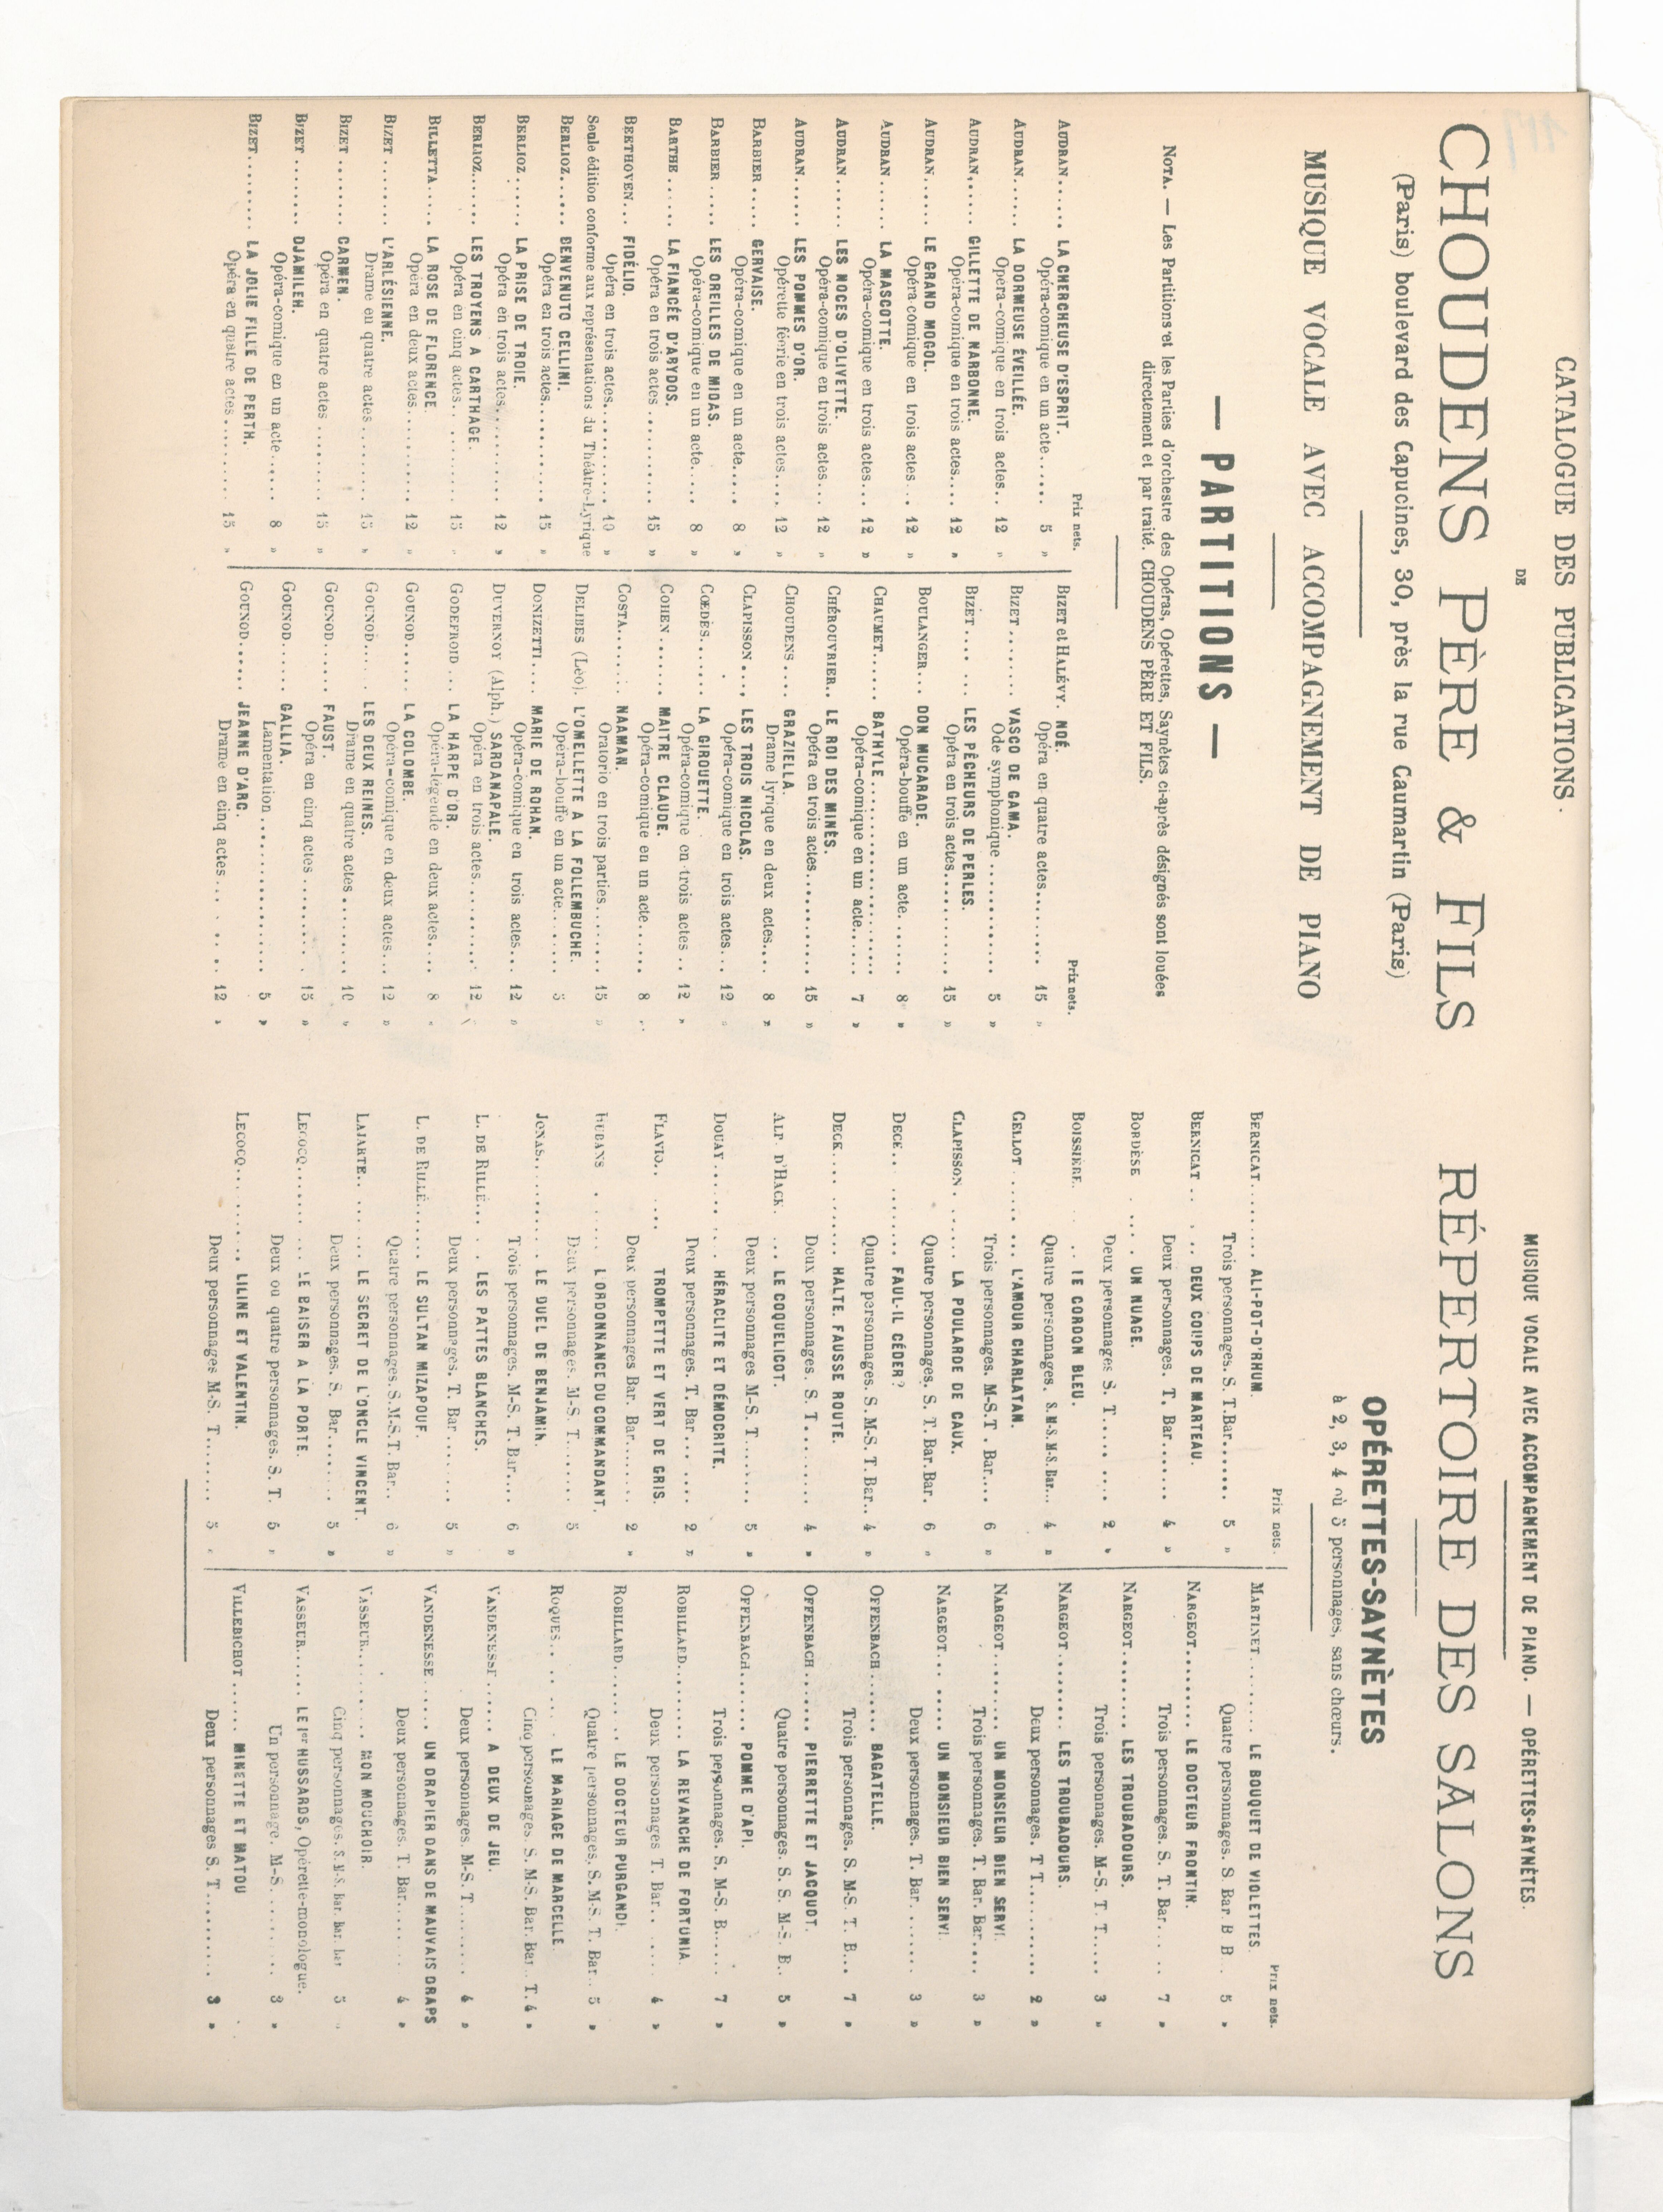 CATALOGUE DES PUBLICATIONS.
DE
CHOUDENS PÈRE & FILS
(Paris) boulevard des Capucines, 30, près la rue Caumartin (Paris)
MUSIQUE VOCALE AVEC ACCOMPAGNEMENT DE PIANO
— PARTITIONS —
NOTA. — Les Partitions et les Parties d'orchestre des Opéras, Opérettes, Saynètes ci-après désignés sont louées
directement et par traité. CHOUDENS PÈRE ET FILS.
Prix nets.
AUDRAN..... LA CHERCHEUSE D'ESPRIT.
Opéra-comique en un acte...... 5 »
AUDRAN..... LA DORMEUSE ÉVEILLÉE.
Opéra-comique en trois actes.. 12 »
AUDRAN...... GILLETTE DE NARBONNE.
Opéra-comique en trois actes.... 12 »
AUDRAN...... LE GRAND MOGOL.
Opéra-comique en trois actes... 12 »
AUDRAN ...... LA MASCOTTE.
Opéra-comique en trois actes... 12 »
AUDRAN...... LES NOCES D'OLIVETTE.
Opéra-comique en trois actes... 12 »
AUDRAN...... LES POMMES D'OR.
Opérette féerie en trois actes.... 12 »
BARBIER..... GERVAISE.
Opéra-comique en un acte.... 8 »
BARBIER..... LES OREILLES DE MIDAS.
Opéra-comique en un acte.... 8 »
BARTHE...... LA FIANCÉE D'ABYDOS.
Opéra en trois actes.......... 15 »
BEETHOVEN... FIDÉLIO.
Opéra en trois actes.......... 10 »
Seule édition conforme aux représentations du Théâtre-Lyrique
BERLIOZ..... BENVENUTO CELLINI.
Opéra en trois actes.......... 15 »
BERLIOZ...... LA PRISE DE TROIE.
Opéra en trois actes.......... 12 »
BERLIOZ...... LES TROYENS A CARTHAGE.
Opéra en cinq actes.......... 15 »
BILLETTA..... LA ROSE DE FLORENCE.
Opéra en deux actes.......... 12 »
BIZET ....... L'ARLÉSIENNE.
Drame en quatre actes........ 15 »
BIZET ....... CARMEN.
Opéra en quatre actes ........ 15 »
BIZET ....... DJAMILEH.
Opéra-comique en un acte...... 8 »
BIZET........ LA JOLIE FILLE DE PERTH.
Opéra en quatre actes......... 15 »
Prix nets.
BIZET et HALÉVY. NOÉ.
Opéra en quatre actes......... 15 »
BIZET ....... VASCO DE GAMA.
Ode symphonique ............ 5 »
BIZET .... ... LES PÊCHEURS DE PERLES.
Opéra en trois actes.......... 15 »
BOULANGER... DON MUCARADE.
Opéra-bouffe en un acte. ...... 8 »
CHAUMET..... BATHYLE.....................
Opéra-comique en un acte...... 7 »
CHÉROUVRIER.. LE ROI DES MINES.
Opéra en trois actes.......... 15 »
CHOUDENS .... GRAZIELLA.
Drame lyrique en deux actes.... 8 »
CLAPISSON .... LES TROIS NICOLAS.
Opéra-comique en trois actes... 12 »
CŒDÈS....... LA GIROUETTE.
Opéra-comique en trois actes .. 12 »
COHEN ....... MAITRE CLAUDE.
Opéra-comique en un acte...... 8 »
COSTA....... NAAMAN.
Oratorio en trois parties....... 15 »
DELIBES (Léo). L'OMELETTE A LA FOLLEMBUCHE.
Opéra-bouffe en un acte....... 5 »
DONIZETTI.... MARIE DE ROHAN.
Opéra-comique en trois actes... 12 »
DUVERNOY (Alph.) SARDANAPALE.
Opéra en trois actes.......... 12 »
GODEFROID ... LA HARPE D'OR.
Opéra-légende en deux actes.... 8 »
GOUNOD...... LA COLOMBE.
Opéra-comique en deux actes... 12 »
GOUNOD..... LES DEUX REINES.
Drame en quatre actes ........ 10 »
GOUNOD ...... FAUST.
Opéra en cinq actes .......... 15 »
GOUNOD...... GALLIA.
Lamentation ................ 5 »
GOUNOD...... JEANNE D'ARC.
Drame en cinq actes.......... 12 »
MUSIQUE VOCALE AVEC ACCOMPAGNEMENT DE PIANO. — OPÉRETTES-SAYNÈTES.
RÉPERTOIRE DES SALONS
OPÉRETTES-SAYNÈTES
à 2, 3, 4 où 5 personnages, sans chœurs.
Prix nets.
BERNICAT....... ALI-POT-D'RHUM.
Trois personnages. S. T. Bar...... 5 »
BERNICAT .. .. DEUX COUPS DE MARTEAU.
Deux personnages. T. Bar...... 4 »
BORDÈSE ... . UN NUAGE.
Deux personnages S. T......... 2 »
BOISSIÈRE. .. LE CORDON BLEU.
Quatre personnages. S. M-S. M-S. Bar... 4 »
CELLOT ...... L'AMOUR CHARLATAN.
Trois personnages. M-S. T. Bar.... 6 »
CLAPISSON ...... LA POULARDE DE CAUX.
Quatre personnages. S. T. Bar. Bar. 6 »
DECK.. ....... FAUL-IL CÉDER?
Quatre personnages. S. M-S. T. Bar.. 4 »
DECK.... ...... HALTE. FAUSSE ROUTE.
Deux personnages. S. T......... 4 »
ALP. D'HACK. ... LE COQUELICOT.
Deux personnages M-S. T....... 5 »
DOUAY ....... HÉRACLITE ET DÉMOCRITE.
Deux personnages. T. Bar....... 2 »
FLAVIO.. .... TROMPETTE ET VERT DE GRIS.
Deux personnages Bar. Bar...... 2 »
HUBANS . ..... L'ORDONNANCE DU COMMANDANT.
Deux personnages. M-S. T....... 5
JONAS......... LE DUEL DE BENJAMIN.
Trois personnages. M-S. T. Bar.... 6 »
L. DE RILLÉ... . . LES PATTES BLANCHES.
Deux personnages. T. Bar....... 5 »
L. DE RILLÉ....... LE SULTAN MIZAPOUF.
Quatre personnages. S. M-S. T. Bar.. 6 »
LAJARTE.. ..... LE SECRET DE L'ONCLE VINCENT.
Deux personnages. S. Bar....... 5 »
LECOCQ....... ... LE BAISER A LA PORTE.
Deux ou quatre personnages. S. T. 5 »
LECOCQ......... LILINE ET VALENTIN.
Deux personnages M-S. T....... 5 »
Prix nets.
MARTINET ....... LE BOUQUET DE VIOLETTES.
Quatre personnages. S. Bar. B B .. 5 »
NARGEOT........ LE DOCTEUR FRONTIN.
Trois personnages. S. T. Bar.... 7 »
NARGEOT ........ LES TROUBADOURS.
Trois personnages. M-S. T. T..... 3 »
NARGEOT ....... LES TROUBADOURS.
Deux personnages. T T......... 2 »
NARGEOT ........ UN MONSIEUR BIEN SERVI.
Trois personnages. T. Bar. Bar.... 3 »
NARGEOT........ UN MONSIEUR BIEN SERVI.
Deux personnages. T. Bar. ...... 3 »
OFFENBACH ...... BAGATELLE.
Trois personnages. S. M-S. T. B... 7 »
OFFENBACH ...... PIERRETTE ET JACQUOT.
Quatre personnages. S. S. M-S. B.. 5 »
OFFENBACH...... POMME D'API.
Trois personnages. S. M-S. B..... 7 »
ROBILLARD....... LA REVANCHE DE FORTUNIA.
Deux personnages T. Bar.. ..... 4 »
ROBILLARD....... LE DOCTEUR PURGANDI.
Quatre personnages. S. M-S. T. Bar.. 5 »
ROQUES... .. .. . LE MARIAGE DE MARCELLE.
Cinq personnages. S. M-S. Bar. Bar. T. 4 »
VANDENESSE ..... A DEUX DE JEU.
Deux personnages. M-S. T....... 4 »
VANDENESSE ..... UN DRAPIER DANS DE MAUVAIS DRAPS
Deux personnages. T. Bar....... 4 »
VASSEUR......... MON MOUCHOIR.
Cinq personnages. S. M-S. Bar. Bar. Bar 5 »
VASSEUR...... LE 1er HUSSARDS, Opérette-monologue.
Un personnage. M-S. ........ 3 »
VILLEBICHOT ..... MINETTE ET MATOU
Deux personnages S. T......... 3 »